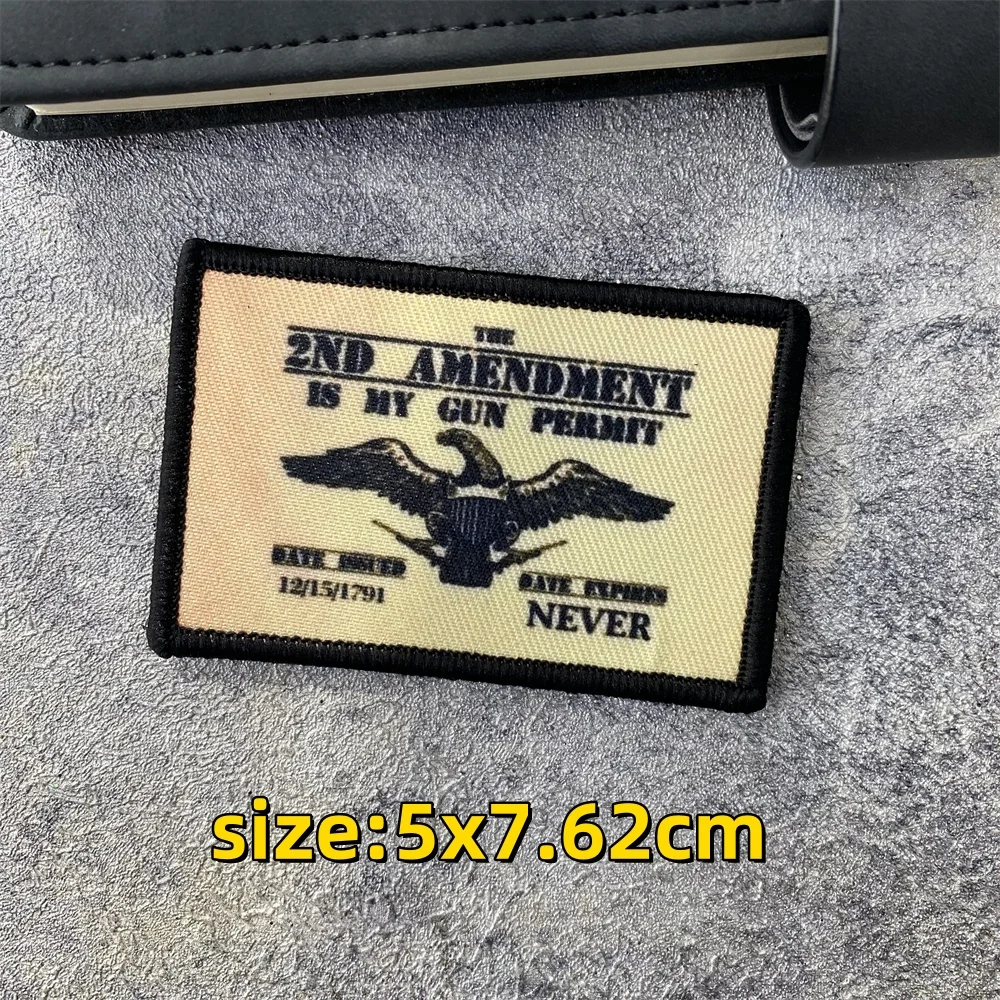 THE
2ND AMENDMENT
IS MY GUN PERMIT
DATE ISSUED
12/15/1791
DATE EXPIRES
NEVER
size:5x7.62cm